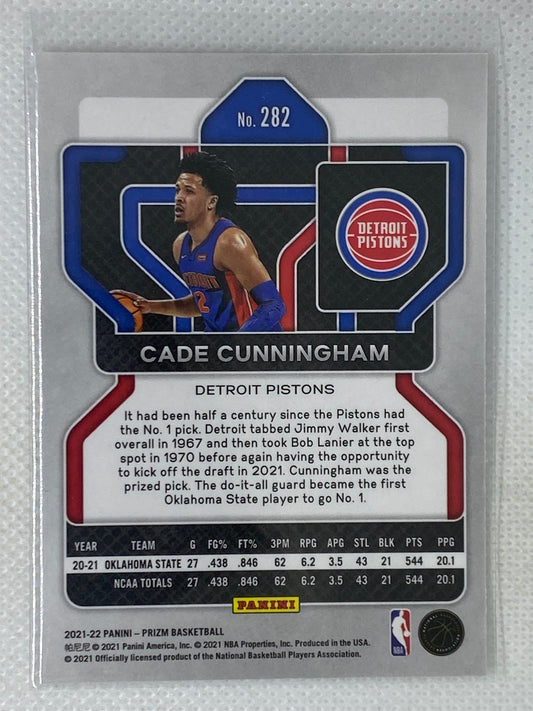 No. 282
DETROIT
PISTONS
2
CADE CUNNINGHAM
DETROIT PISTONS
It had been half a century since the Pistons had
the No. 1 pick. Detroit tabbed Jimmy Walker first
overall in 1967 and then took Bob Lanier at the top
spot in 1970 before again having the opportunity
to kick off the draft in 2021. Cunningham was the
prized pick. The do-it-all guard became the first
Oklahoma State player to go No. 1.
YEAR TEAM G FG% FT% 3PM RPG APG STL BLK PTS PPG
20-21 OKLAHOMA STATE 27 .438 .846 62 6.2 3.5 43 21 544 20.1
NCAA TOTALS 27 .438 .846 62 6.2 3.5 43 21 544 20.1
PANINI
2021-22 PANINI – PRIZM BASKETBALL
帕尼尼 © 2021 Panini America, Inc. © 2021 NBA Properties, Inc. Produced in the USA.
© 2021 Officially licensed product of the National Basketball Players Association.
NBA